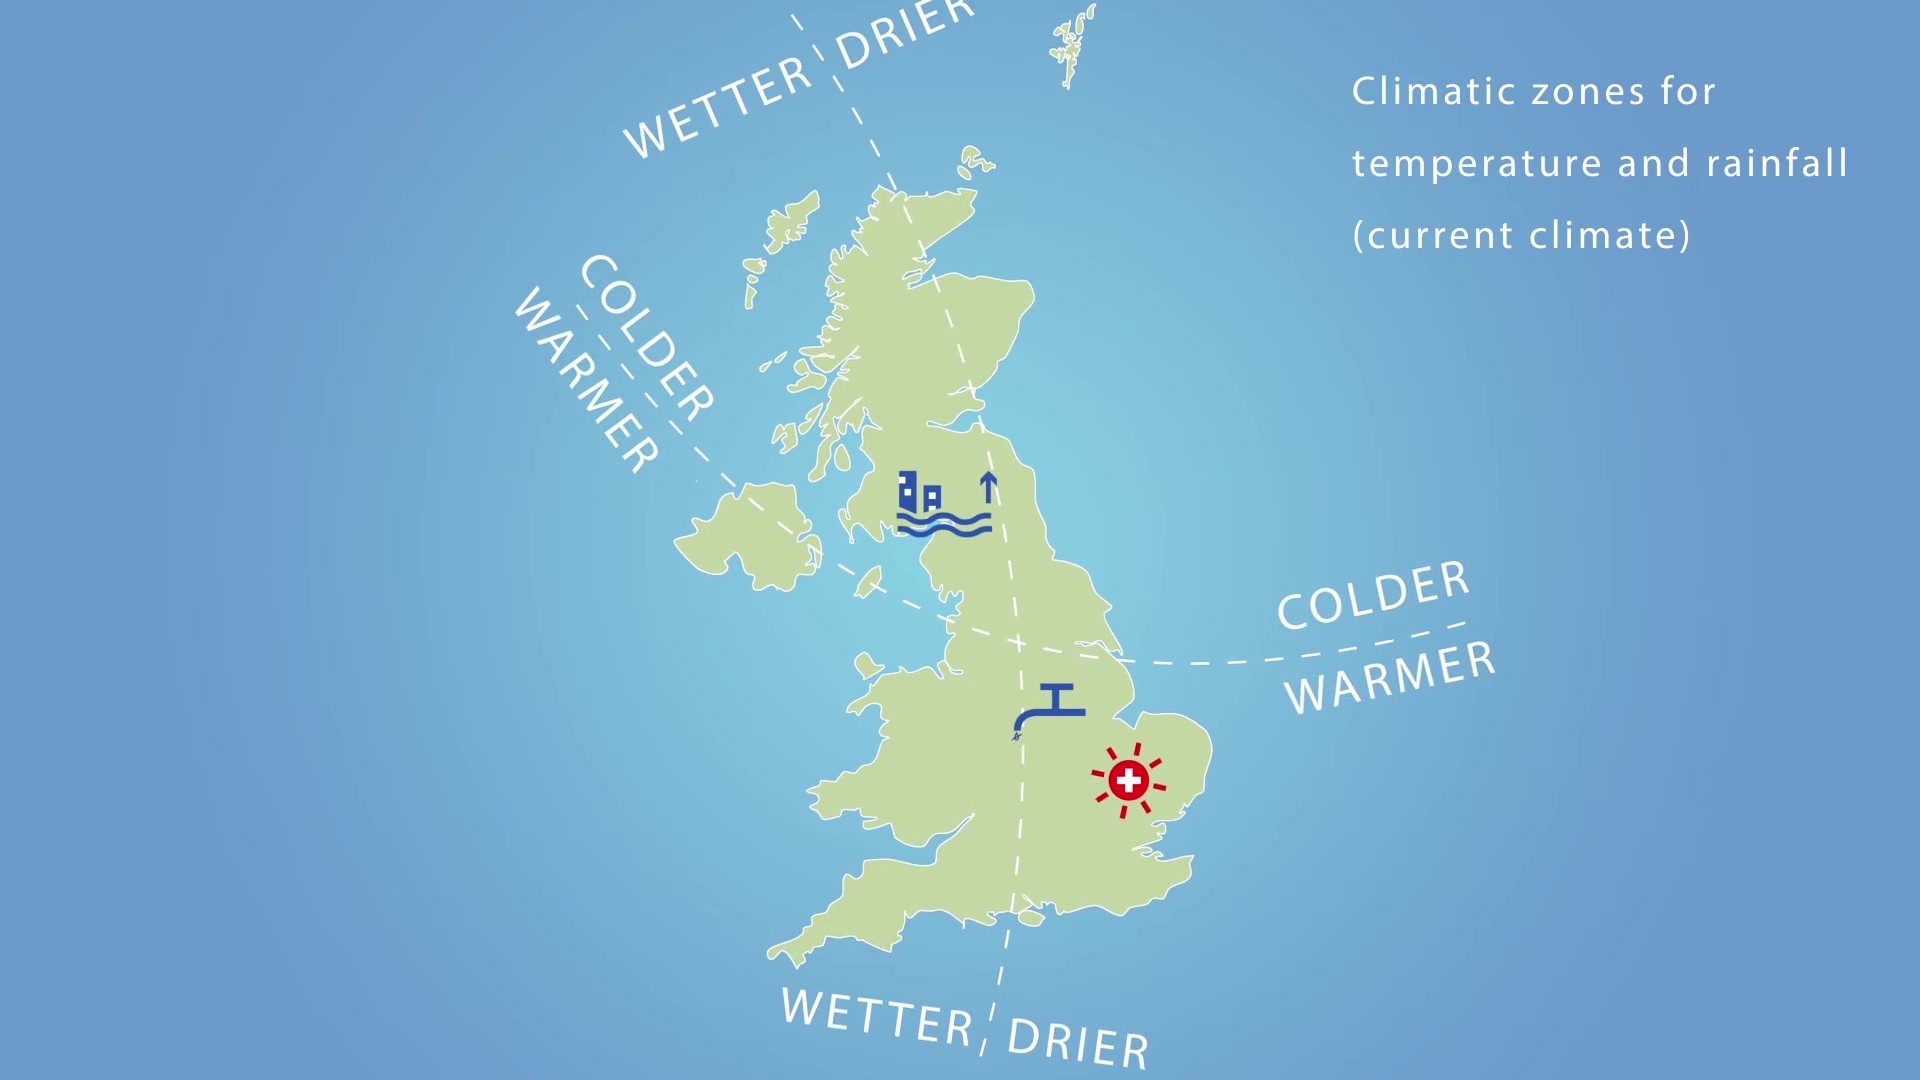 WETTER DRIER
Climatic zones for
temperature and rainfall
(current climate)
COLDER
WARMER
COLDER
WARMER
WETTER DRIER